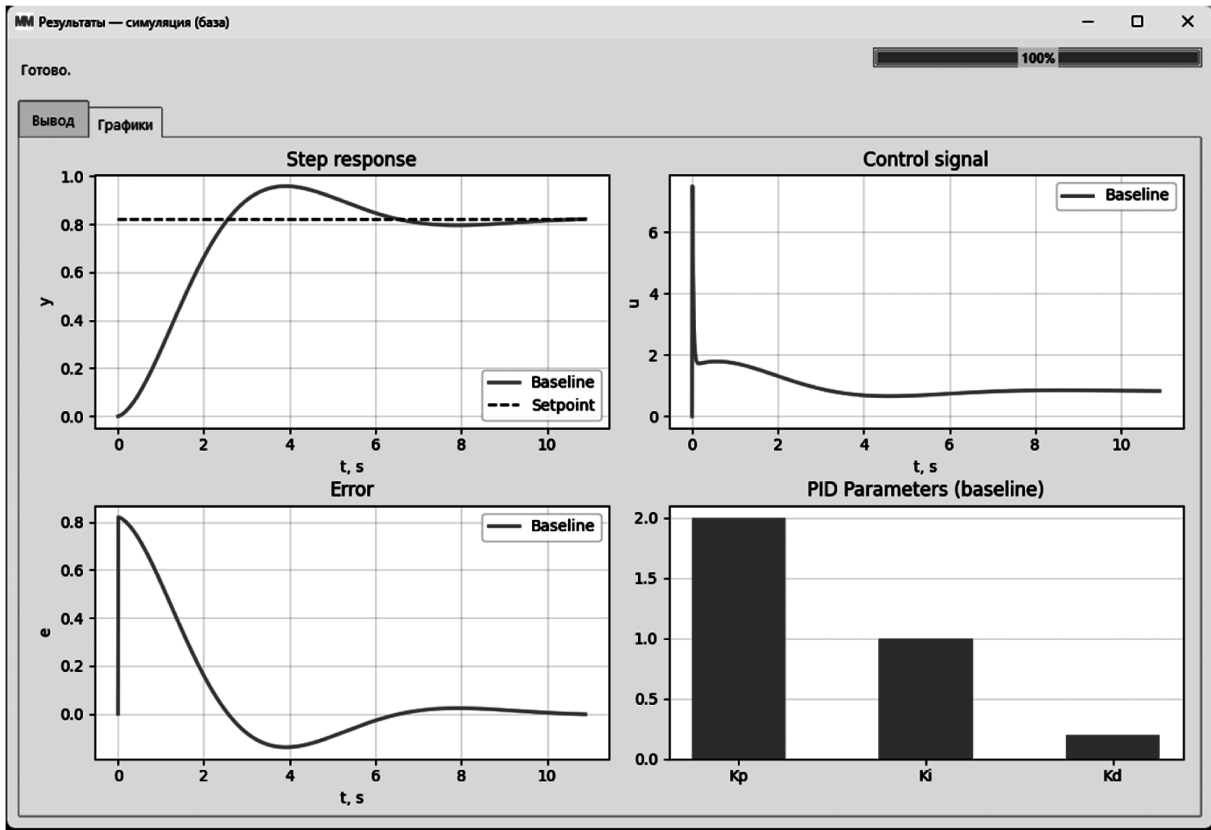 Результаты — симуляция (база)
100%
Готово.
Вывод
Графики
Step response
1.0
0.8
0.6
0.4
0.2
0.0
y
Baseline
Setpoint
0 2 4 6 8 10
t, s
Control signal
Baseline
6
4
2
0
u
0 2 4 6 8 10
t, s
Error
Baseline
0.8
0.6
0.4
0.2
0.0
e
0 2 4 6 8 10
t, s
PID Parameters (baseline)
2.0
1.5
1.0
0.5
0.0
Kp Ki Kd